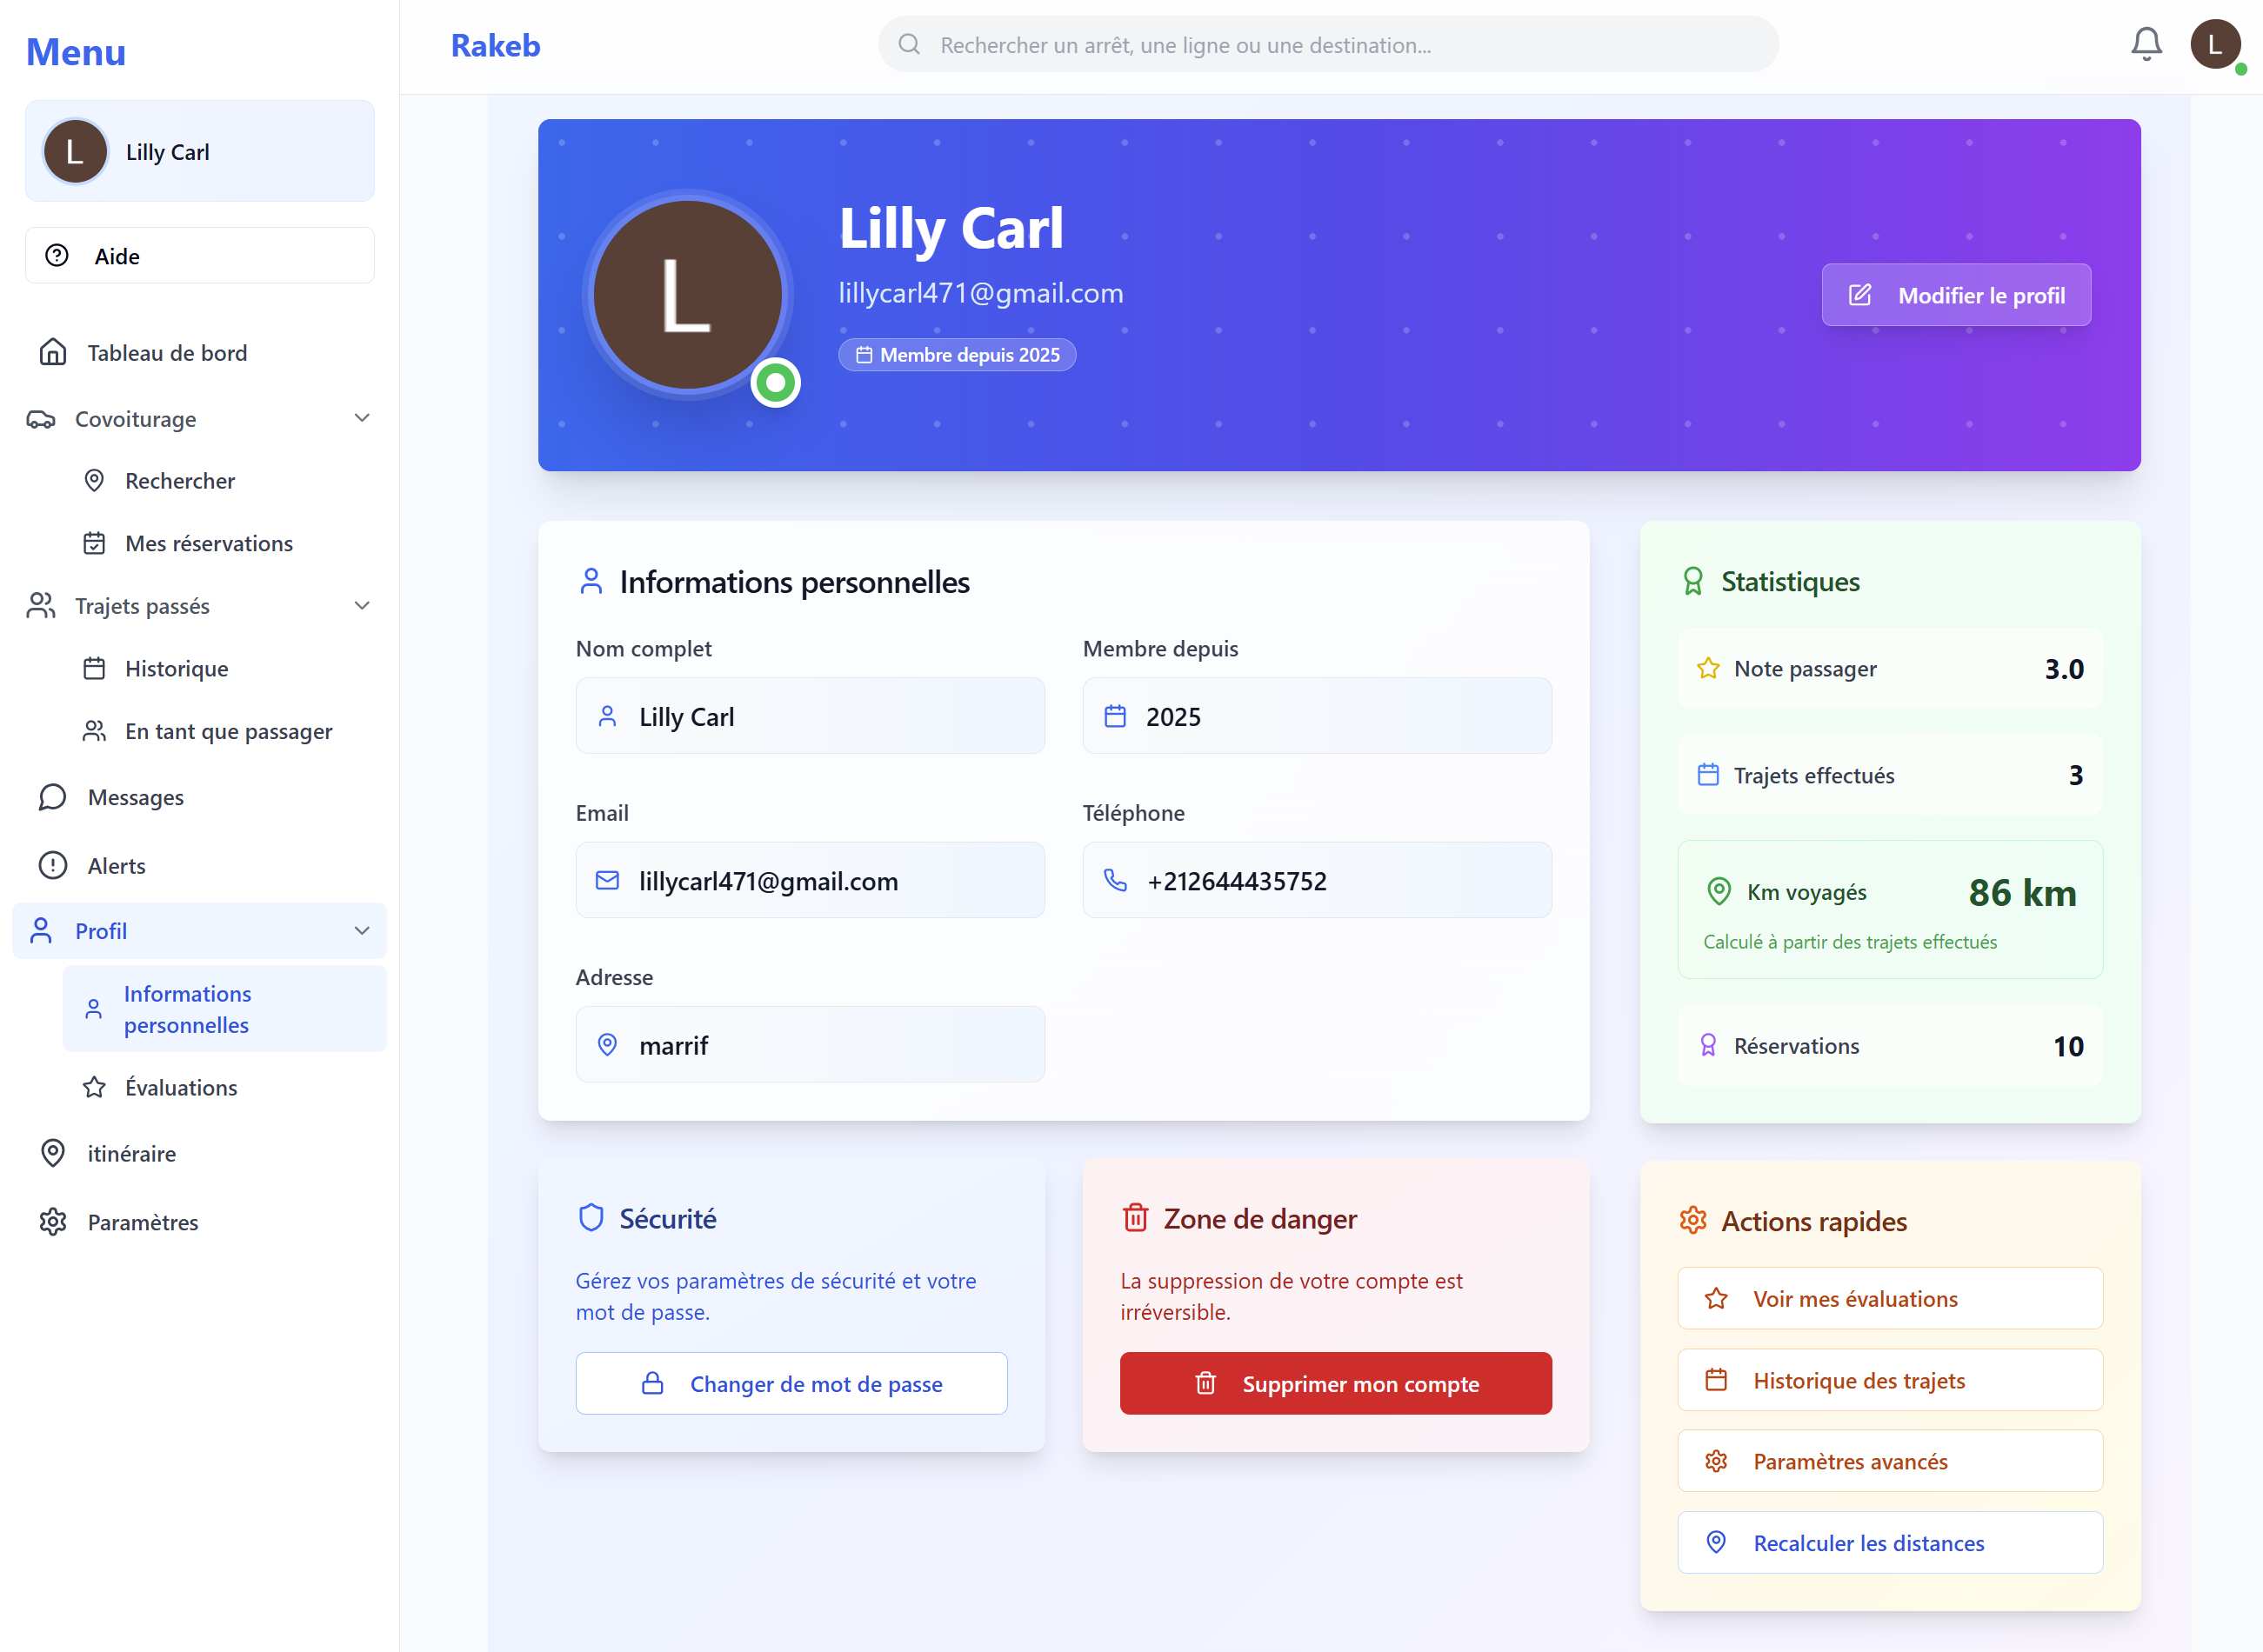 Menu
L
Lilly Carl
Aide
Tableau de bord
Covoiturage
Rechercher
Mes réservations
Trajets passés
Historique
En tant que passager
Messages
Alerts
Profil
Informations
personnelles
Évaluations
itinéraire
Paramètres
Rakeb
Rechercher un arrêt, une ligne ou une destination...
L
L
Lilly Carl
lillycarl471@gmail.com
Membre depuis 2025
Modifier le profil
Informations personnelles
Nom complet
Lilly Carl
Membre depuis
2025
Email
lillycarl471@gmail.com
Téléphone
+212644435752
Adresse
marrif
Statistiques
Note passager 3.0
Trajets effectués 3
Km voyagés 86 km
Calculé à partir des trajets effectués
Réservations 10
Sécurité
Gérez vos paramètres de sécurité et votre
mot de passe.
Changer de mot de passe
Zone de danger
La suppression de votre compte est
irréversible.
Supprimer mon compte
Actions rapides
Voir mes évaluations
Historique des trajets
Paramètres avancés
Recalculer les distances